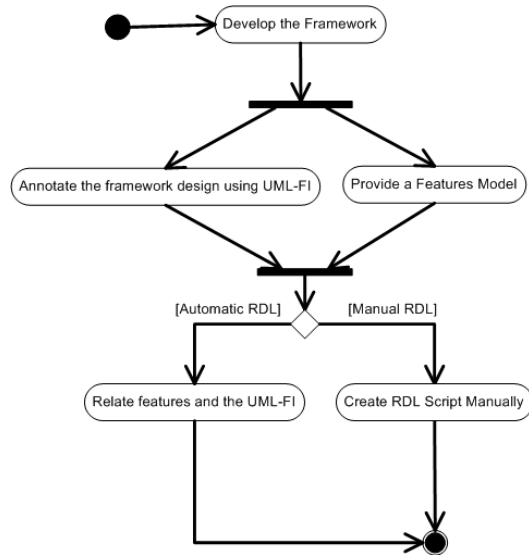 Develop the Framework
Annotate the framework design using UML-FI
Provide a Features Model
[Automatic RDL]
[Manual RDL]
Relate features and the UML-FI
Create RDL Script Manually